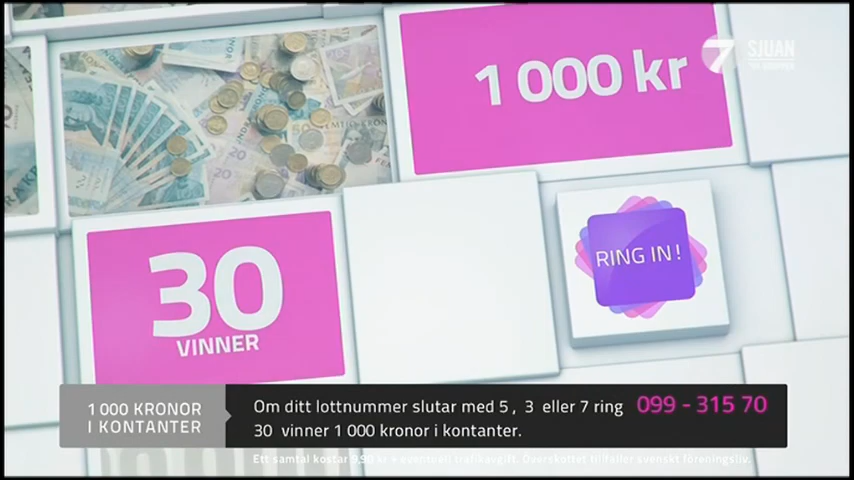 1 000 kr
7 SJUAN
30
VINNER
RING IN !
1 000 KRONOR
I KONTANTER
Om ditt lottnummer slutar med 5 , 3 eller 7 ring 099 - 315 70
30 vinner 1 000 kronor i kontanter.
Ett samtal kostar 9,90 kr + eventuell trafikavgift. Överskottet tillfaller svenskt föreningsliv.